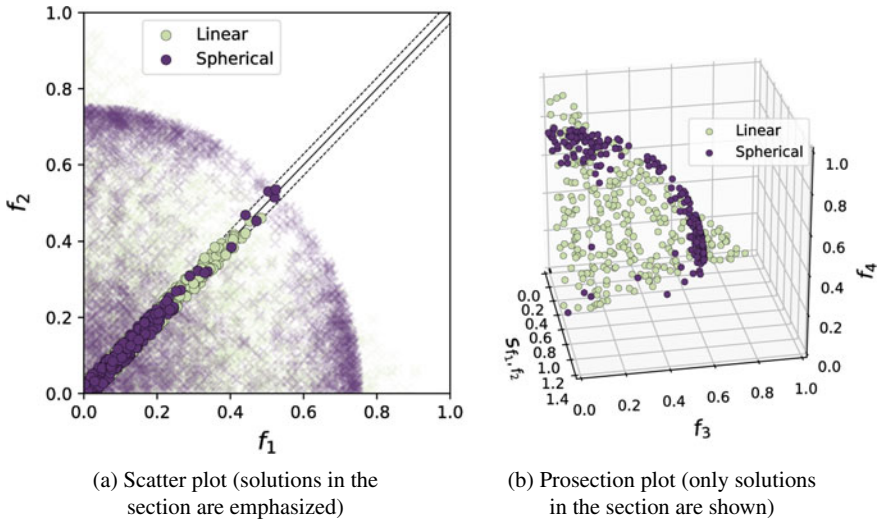 1.0
Linear
Spherical
0.8
0.6
f₂
0.4
0.2
0.0
0.0 0.2 0.4 0.6 0.8 1.0
f₁
Linear
Spherical
1.0
0.8
0.6
f₄
0.4
0.2
0.0
0.0
0.2
0.4
0.6
0.8
1.0
1.2
1.4
S_{f₁,f₂}
0.0 0.2 0.4 0.6 0.8 1.0
f₃
(a) Scatter plot (solutions in the
section are emphasized)
(b) Prosection plot (only solutions
in the section are shown)